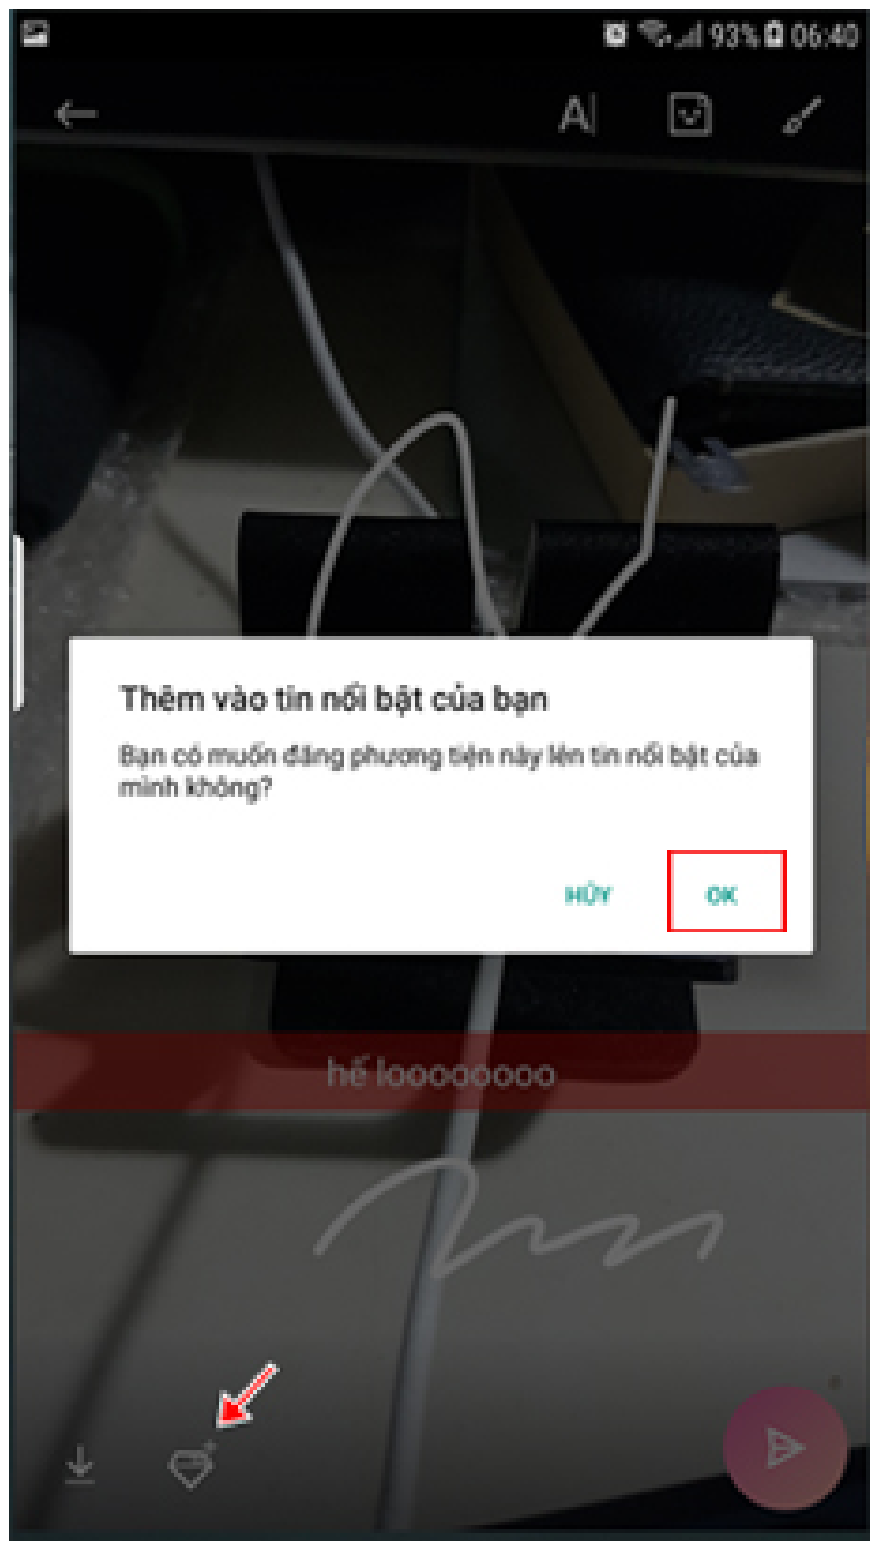 93% 06:40
A
Thêm vào tin nổi bật của bạn
Bạn có muốn đăng phương tiện này lên tin nổi bật của
mình không?
HỦY OK
hế looooooooo